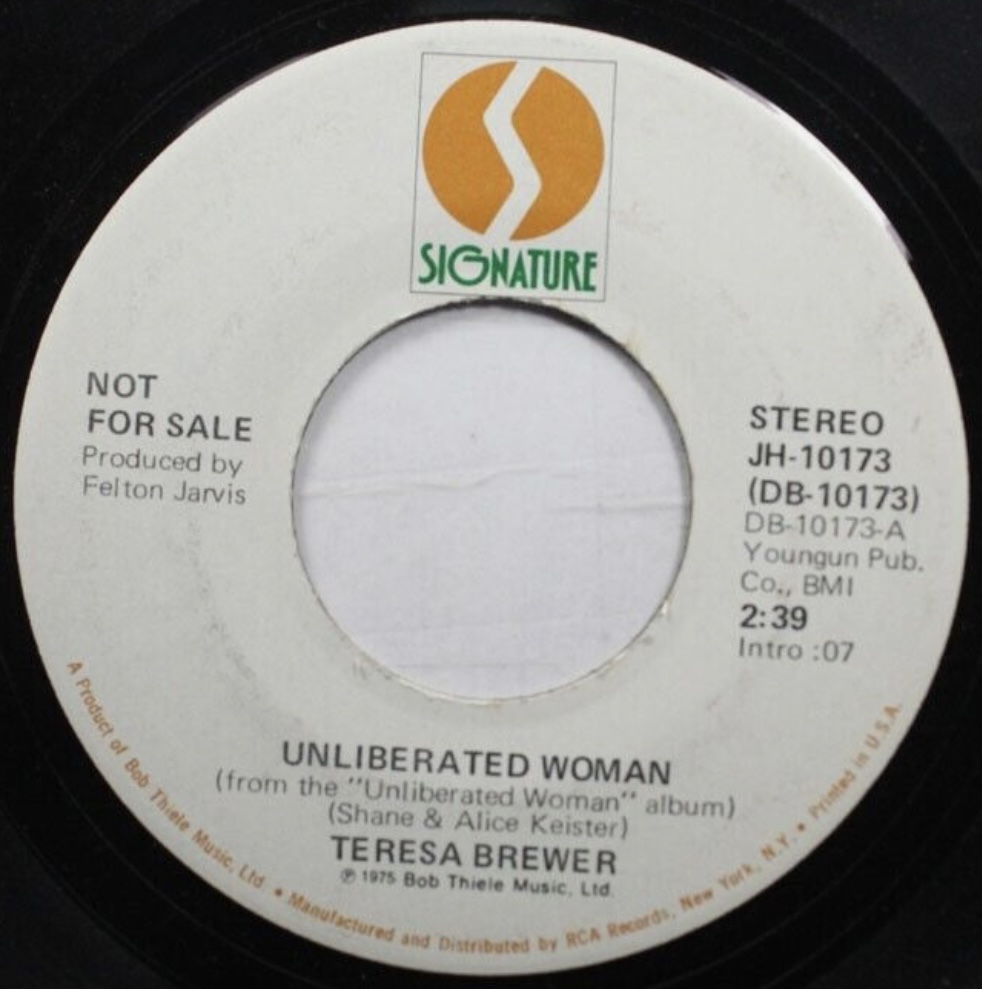 SIGNATURE
NOT
FOR SALE
Produced by
Felton Jarvis
STEREO
JH-10173
(DB-10173)
DB-10173-A
Youngun Pub.
Co., BMI
2:39
Intro :07
UNLIBERATED WOMAN
(from the "Unliberated Woman" album)
(Shane & Alice Keister)
TERESA BREWER
℗ 1975 Bob Thiele Music, Ltd.
A Product of Bob Thiele Music, Ltd. • Manufactured and Distributed by RCA Records, New York, N.Y. • Printed in U.S.A.